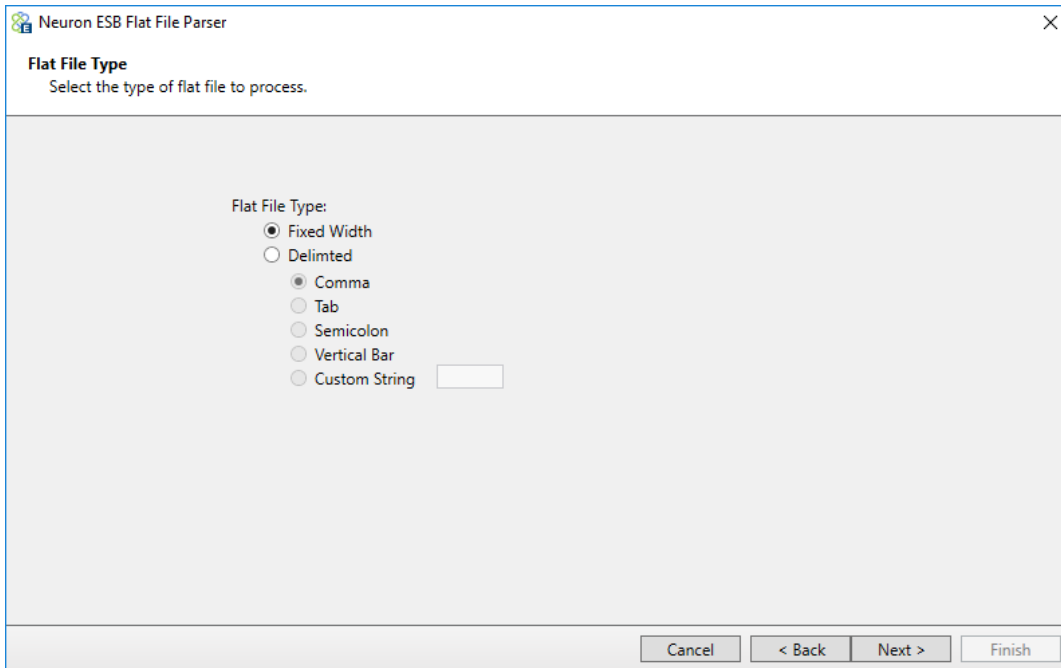 Neuron ESB Flat File Parser
Flat File Type
Select the type of flat file to process.
Flat File Type:
Fixed Width
Delimted
Comma
Tab
Semicolon
Vertical Bar
Custom String
Cancel < Back Next > Finish